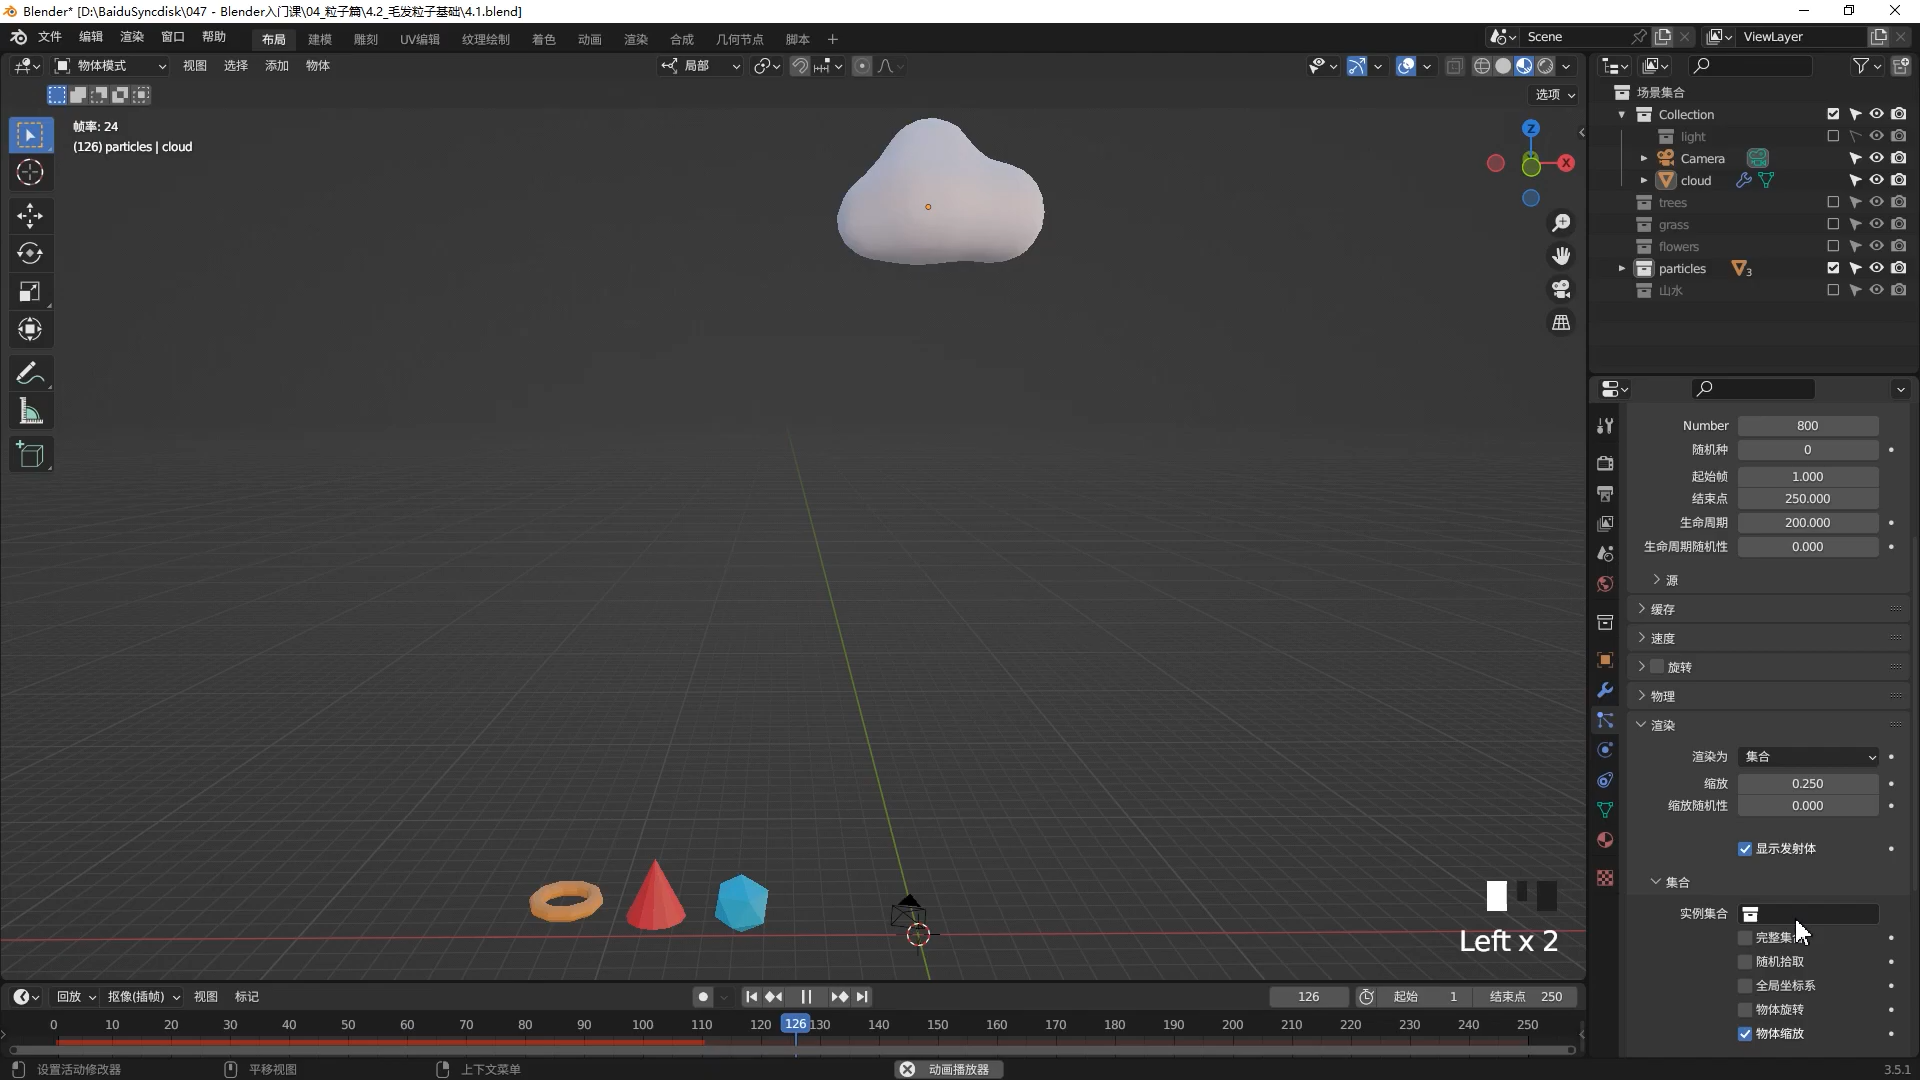 Blender* [D:\BaiduSyncdisk\047 - Blender入门课\04_粒子篇\4.2_毛发粒子基础\4.1.blend]
文件 编辑 渲染 窗口 帮助 布局 建模 雕刻 UV编辑 纹理绘制 着色 动画 渲染 合成 几何节点 脚本 + Scene ViewLayer
物体模式 视图 选择 添加 物体 局部
选项
帧率: 24
(126) particles | cloud
Z
X
场景集合
Collection
light
Camera
cloud
trees
grass
flowers
particles 3
山水
Number 800
随机种 0
起始帧 1.000
结束点 250.000
生命周期 200.000
生命周期随机性 0.000
源
缓存
速度
旋转
物理
渲染
渲染为 集合
缩放 0.250
缩放随机性 0.000
显示发射体
集合
实例集合
完整集
随机拾取
全局坐标系
物体旋转
物体缩放
Left x 2
回放 抠像(插帧) 视图 标记 126 起始 1 结束点 250
0 10 20 30 40 50 60 70 80 90 100 110 120 126 130 140 150 160 170 180 190 200 210 220 230 240 250
设置活动修改器 平移视图 上下文菜单 动画播放器 3.5.1